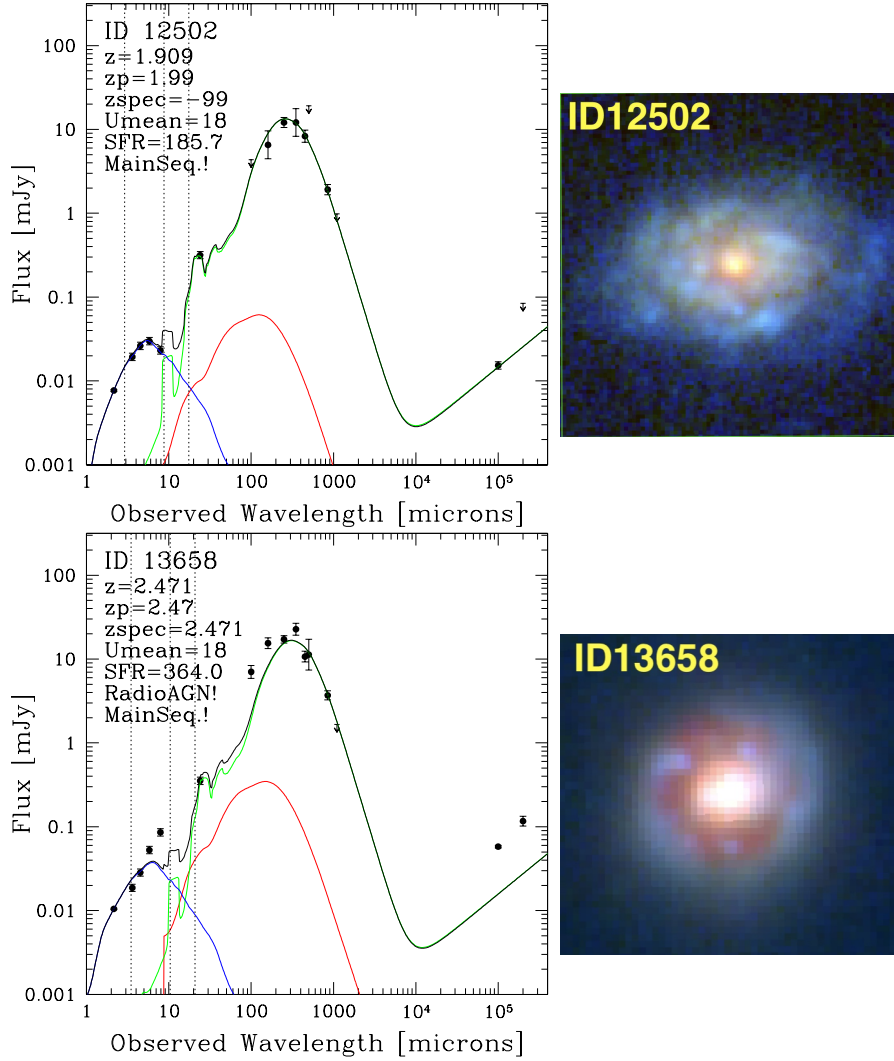 ID 12502
z=1.909
zp=1.99
zspec=−99
Umean=18
SFR=185.7
MainSeq.!
100
10
1
0.1
0.01
0.001
Flux [mJy]
1
10
100
1000
10⁴
10⁵
Observed Wavelength [microns]
ID12502
ID 13658
z=2.471
zp=2.47
zspec=2.471
Umean=18
SFR=364.0
RadioAGN!
MainSeq.!
100
10
1
0.1
0.01
0.001
Flux [mJy]
1
10
100
1000
10⁴
10⁵
Observed Wavelength [microns]
ID13658